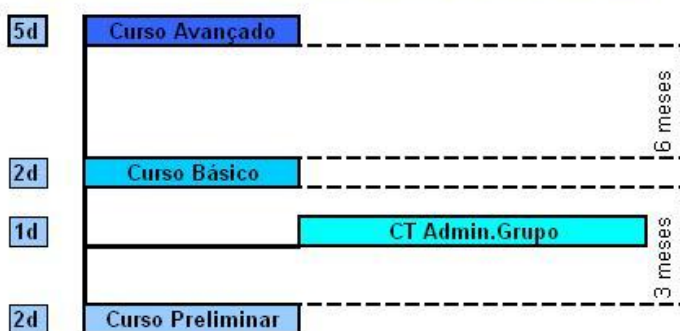 5d Curso Avançado
6 meses
2d Curso Básico
1d CT Admin.Grupo
3 meses
2d Curso Preliminar